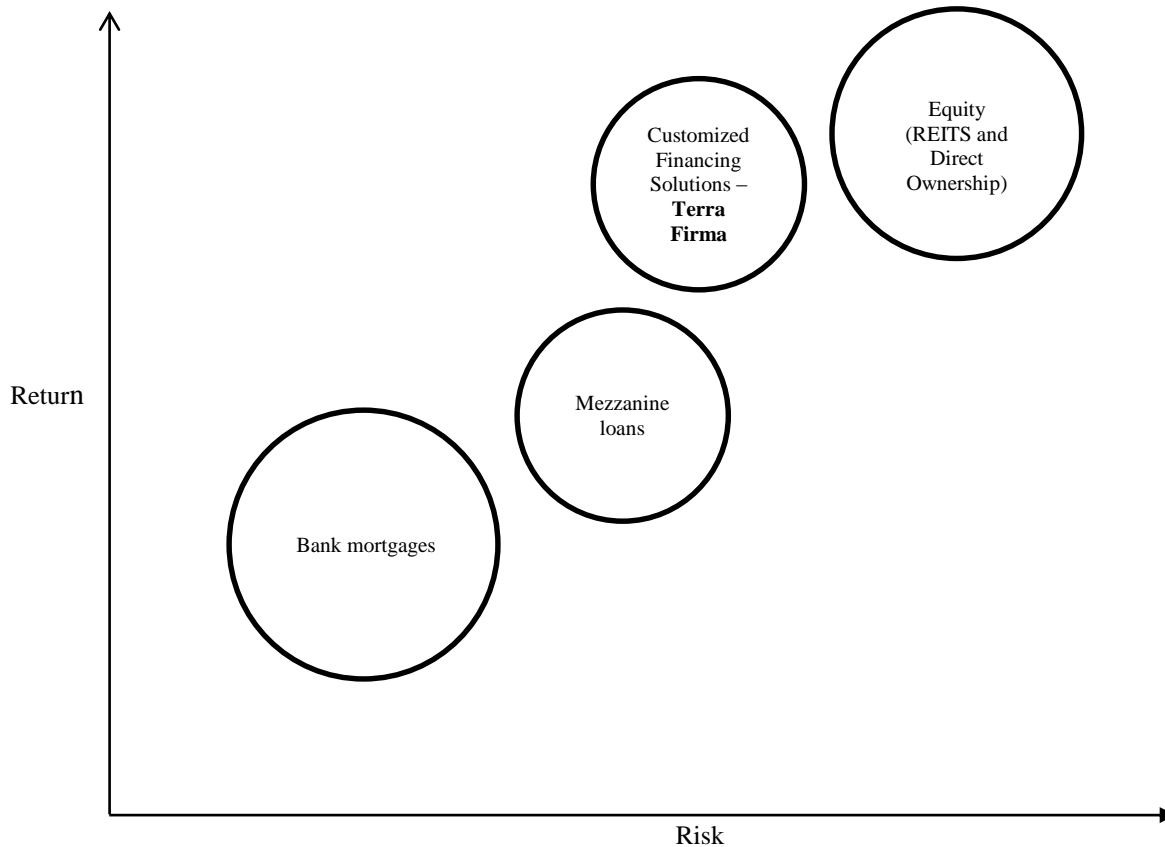 Customized
Financing
Solutions –
Terra
Firma
Equity
(REITS and
Direct
Ownership)
Return
Mezzanine
loans
Bank mortgages
Risk